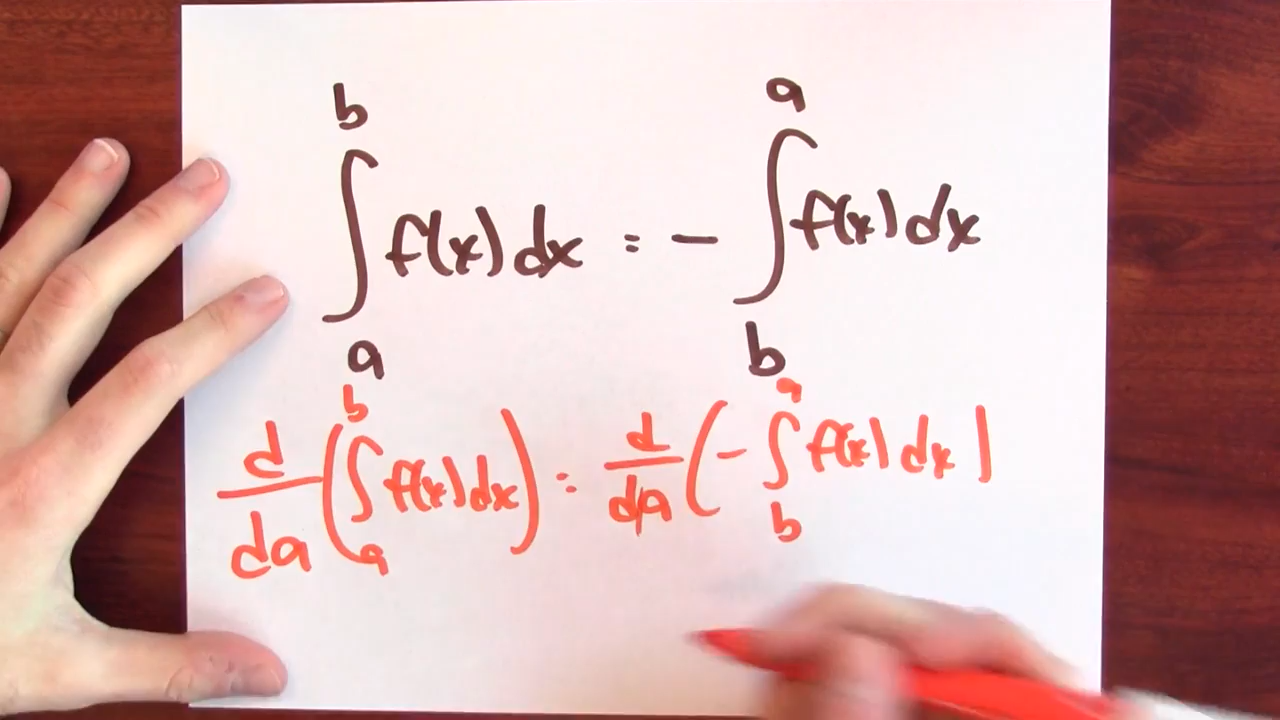 ∫_a^b f(x) dx = - ∫_b^a f(x) dx
d/da (∫_a^b f(x) dx) = d/da (- ∫_b^a f(x) dx)